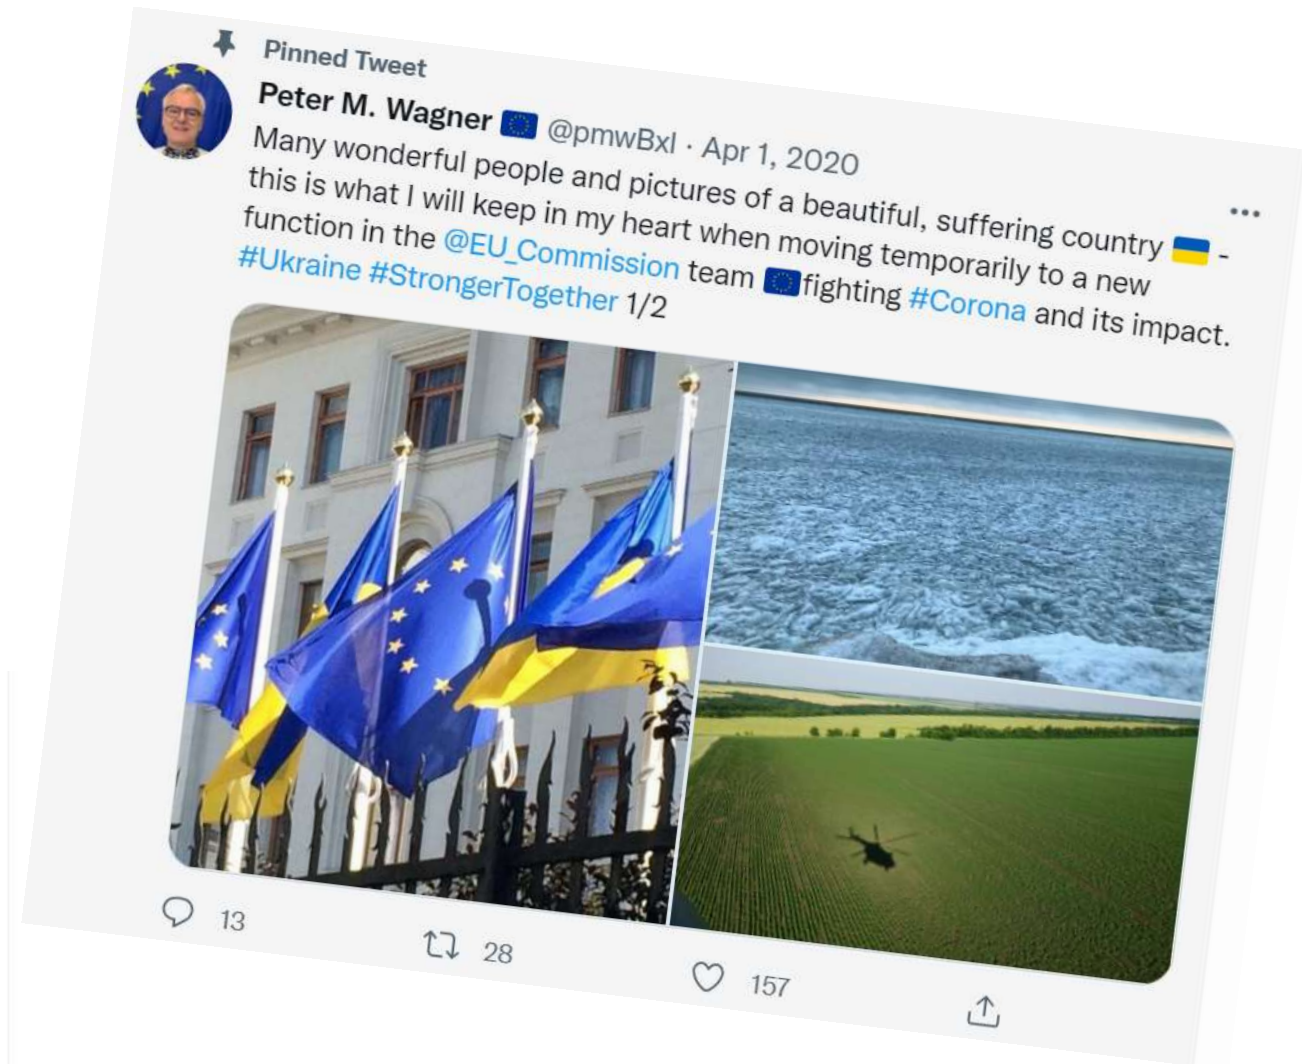 Pinned Tweet
Peter M. Wagner 🇪🇺 @pmwBxl · Apr 1, 2020
Many wonderful people and pictures of a beautiful, suffering country 🇺🇦 -
this is what I will keep in my heart when moving temporarily to a new
function in the @EU_Commission team 🇪🇺fighting #Corona and its impact.
#Ukraine #StrongerTogether 1/2
13 28 157